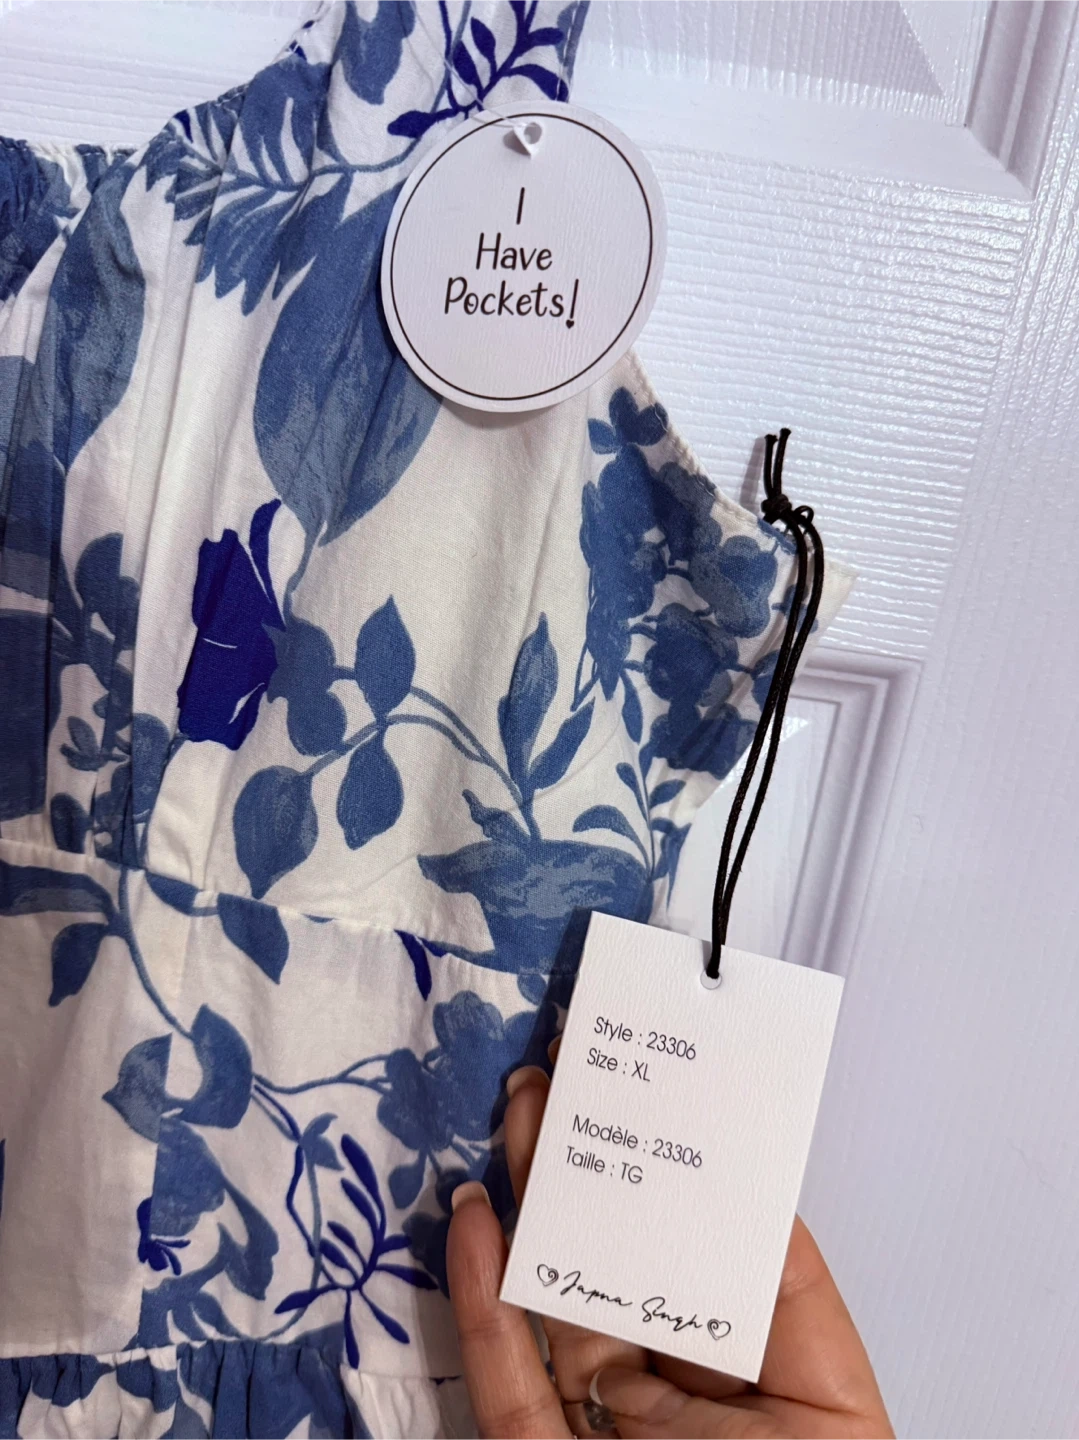 I
Have
Pockets!
Style : 23306
Size : XL
Modèle : 23306
Taille : TG
Japna Singh